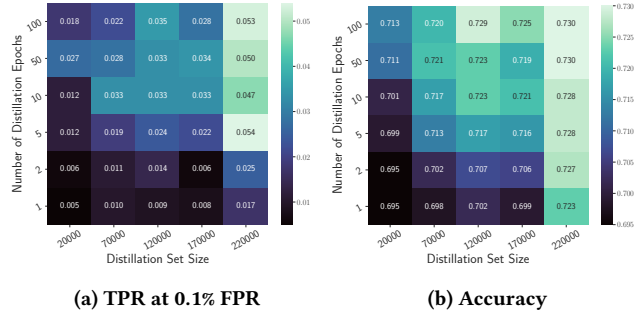 100 0.018 0.022 0.035 0.028 0.053
50 0.027 0.028 0.033 0.034 0.050
10 0.012 0.033 0.033 0.033 0.047
5 0.012 0.019 0.024 0.022 0.054
2 0.006 0.011 0.014 0.006 0.025
1 0.005 0.010 0.009 0.008 0.017
20000 70000 120000 170000 220000
Number of Distillation Epochs
Distillation Set Size
0.05
0.04
0.03
0.02
0.01
(a) TPR at 0.1% FPR
100 0.713 0.720 0.729 0.725 0.730
50 0.711 0.721 0.723 0.719 0.730
10 0.701 0.717 0.723 0.721 0.728
5 0.699 0.713 0.717 0.716 0.728
2 0.695 0.702 0.707 0.706 0.727
1 0.695 0.698 0.702 0.699 0.723
20000 70000 120000 170000 220000
Number of Distillation Epochs
Distillation Set Size
0.730
0.725
0.720
0.715
0.710
0.705
0.700
0.695
(b) Accuracy